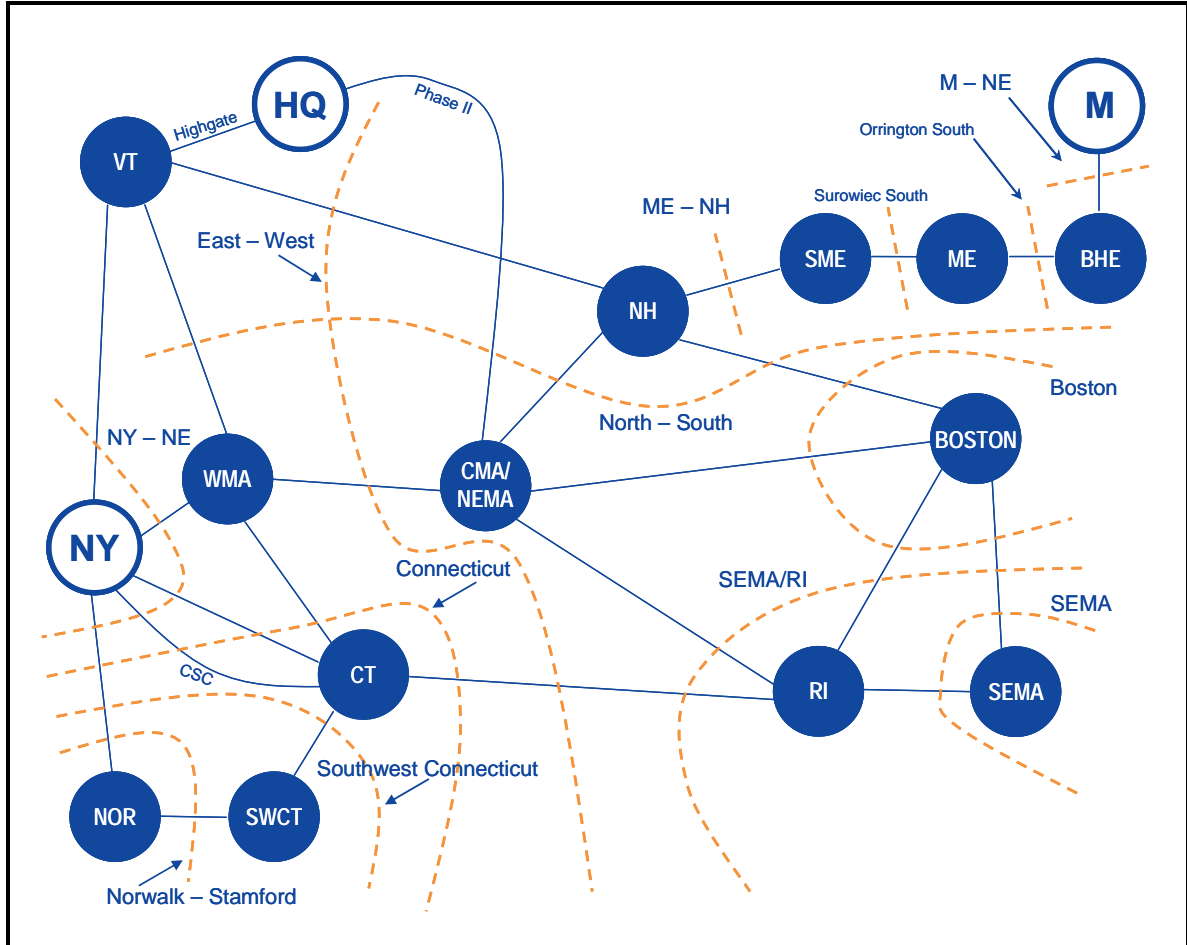 HQ
Phase II
M – NE
M
Highgate
VT
Orrington South
Surowiec South
ME – NH
East – West
SME
ME
BHE
NH
Boston
North – South
NY – NE
BOSTON
WMA
CMA/
NEMA
NY
Connecticut
SEMA/RI
SEMA
CSC
CT
RI
SEMA
Southwest Connecticut
NOR
SWCT
Norwalk – Stamford